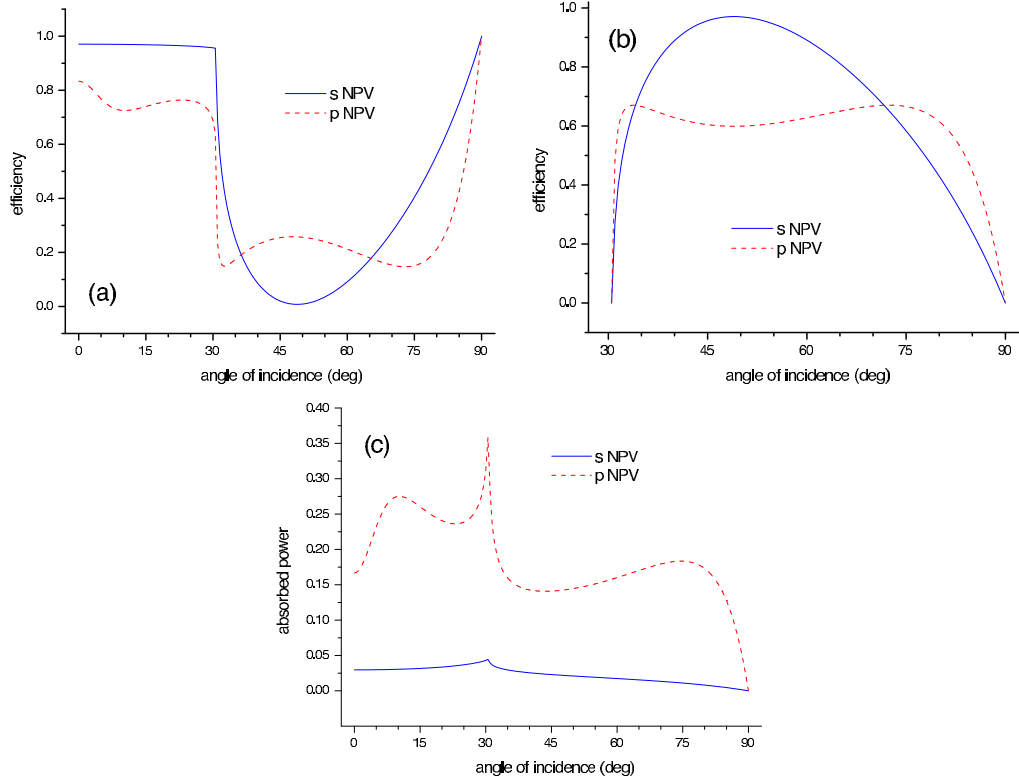 1.0
0.8
0.6
0.4
0.2
0.0
efficiency
s NPV
p NPV
(a)
0 15 30 45 60 75 90
angle of incidence (deg)
(b)
1.0
0.8
0.6
0.4
0.2
0.0
efficiency
s NPV
p NPV
30 45 60 75 90
angle of incidence (deg)
(c)
0.40
0.35
0.30
0.25
0.20
0.15
0.10
0.05
0.00
absorbed power
s NPV
p NPV
0 15 30 45 60 75 90
angle of incidence (deg)